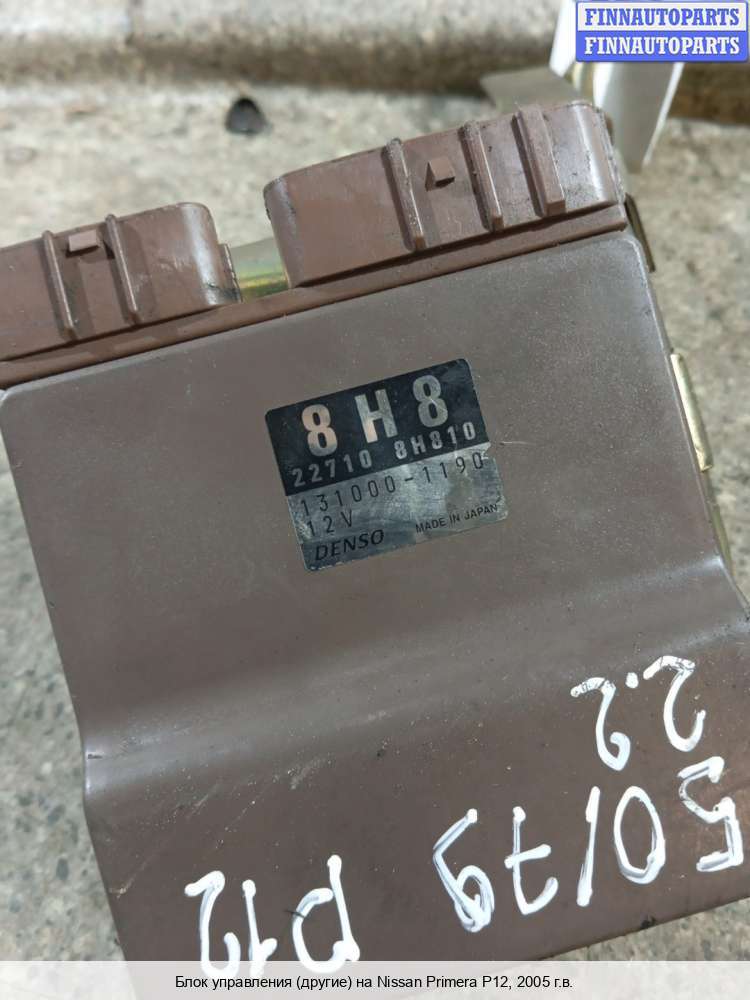 FINNAUTOPARTS
FINNAUTOPARTS
8H8
22710 8H810
131000-1190
12V
DENSO MADE IN JAPAN
2.2
50/79
P12
Блок управления (другие) на Nissan Primera P12, 2005 г.в.